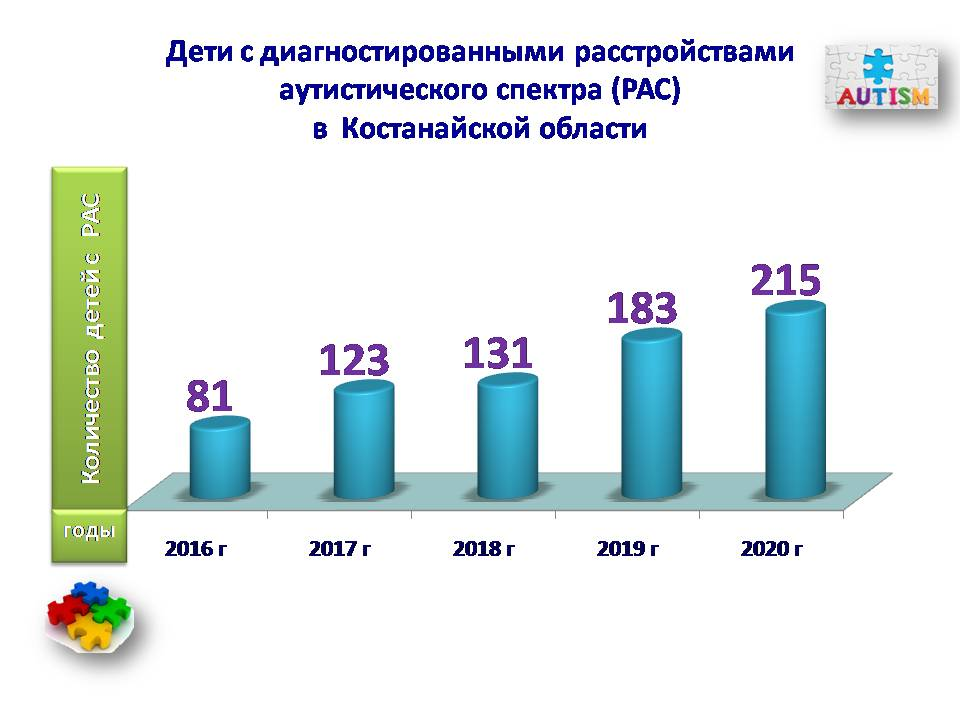 Дети с диагностированными расстройствами
аутистического спектра (РАС)
в Костанайской области
AUTISM
Количество детей с РАС
годы
81
123
131
183
215
2016 г
2017 г
2018 г
2019 г
2020 г